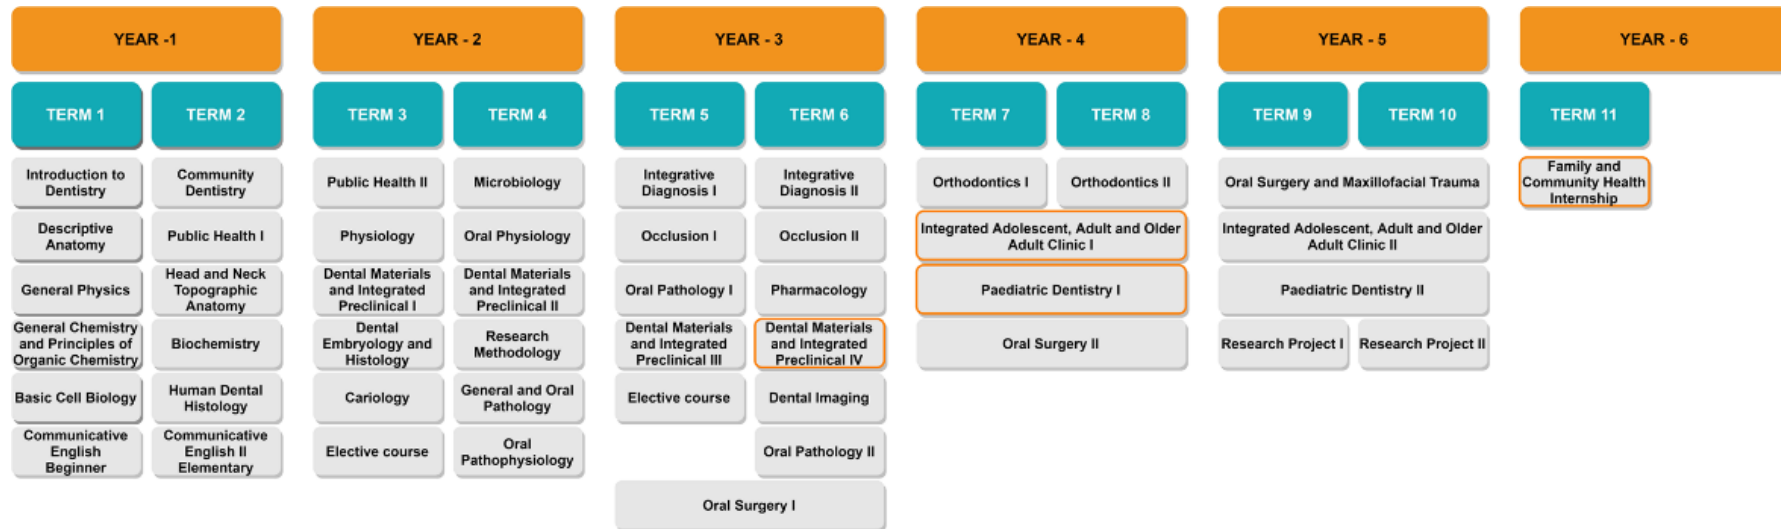 YEAR -1
YEAR - 2
YEAR - 3
YEAR - 4
YEAR - 5
YEAR - 6
TERM 1
TERM 2
TERM 3
TERM 4
TERM 5
TERM 6
TERM 7
TERM 8
TERM 9
TERM 10
TERM 11
Introduction to
Dentistry
Community
Dentistry
Public Health II
Microbiology
Integrative
Diagnosis I
Integrative
Diagnosis II
Orthodontics I
Orthodontics II
Oral Surgery and Maxillofacial Trauma
Family and
Community Health
Internship
Descriptive
Anatomy
Public Health I
Physiology
Oral Physiology
Occlusion I
Occlusion II
Integrated Adolescent, Adult and Older
Adult Clinic I
Integrated Adolescent, Adult and Older
Adult Clinic II
General Physics
Head and Neck
Topographic
Anatomy
Dental Materials
and Integrated
Preclinical I
Dental Materials
and Integrated
Preclinical II
Oral Pathology I
Pharmacology
Paediatric Dentistry I
Paediatric Dentistry II
General Chemistry
and Principles of
Organic Chemistry
Biochemistry
Dental
Embryology and
Histology
Research
Methodology
Dental Materials
and Integrated
Preclinical III
Dental Materials
and Integrated
Preclinical IV
Oral Surgery II
Research Project I
Research Project II
Basic Cell Biology
Human Dental
Histology
Cariology
General and Oral
Pathology
Elective course
Dental Imaging
Communicative
English
Beginner
Communicative
English II
Elementary
Elective course
Oral
Pathophysiology
Oral Pathology II
Oral Surgery I